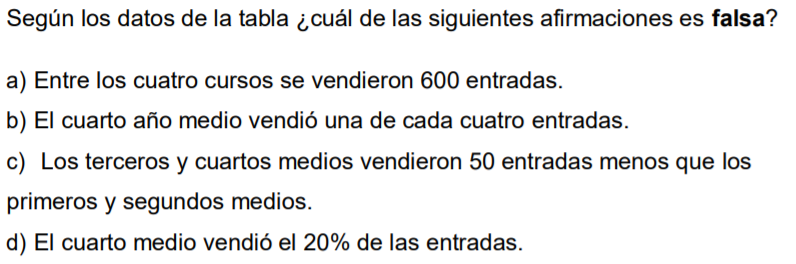 Según los datos de la tabla ¿cuál de las siguientes afirmaciones es falsa?
a) Entre los cuatro cursos se vendieron 600 entradas.
b) El cuarto año medio vendió una de cada cuatro entradas.
c) Los terceros y cuartos medios vendieron 50 entradas menos que los
primeros y segundos medios.
d) El cuarto medio vendió el 20% de las entradas.